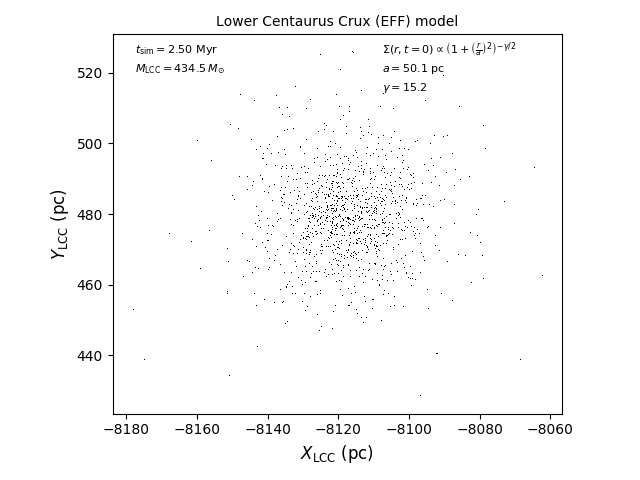 Lower Centaurus Crux (EFF) model
t_sim = 2.50 Myr
M_LCC = 434.5 M_⊙
Σ(r, t = 0) ∝ (1 + (r/a)^2)^{−γ/2}
a = 50.1 pc
γ = 15.2
520
500
480
460
440
Y_LCC (pc)
−8180 −8160 −8140 −8120 −8100 −8080 −8060
X_LCC (pc)